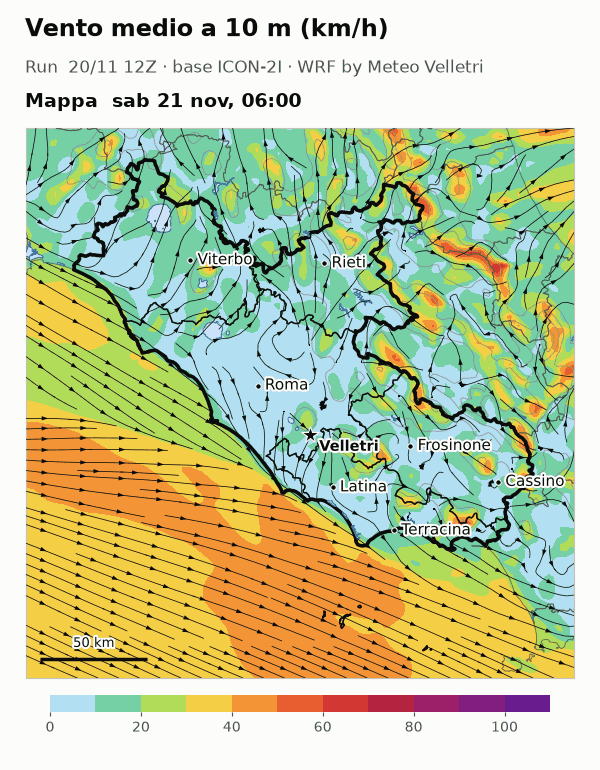 Vento medio a 10 m (km/h)
Run  20/11 12Z · base ICON-2I · WRF by Meteo Velletri
Mappa  sab 21 nov, 06:00
Viterbo
Rieti
Roma
Velletri
Frosinone
Latina
Cassino
Terracina
50 km
0 20 40 60 80 100